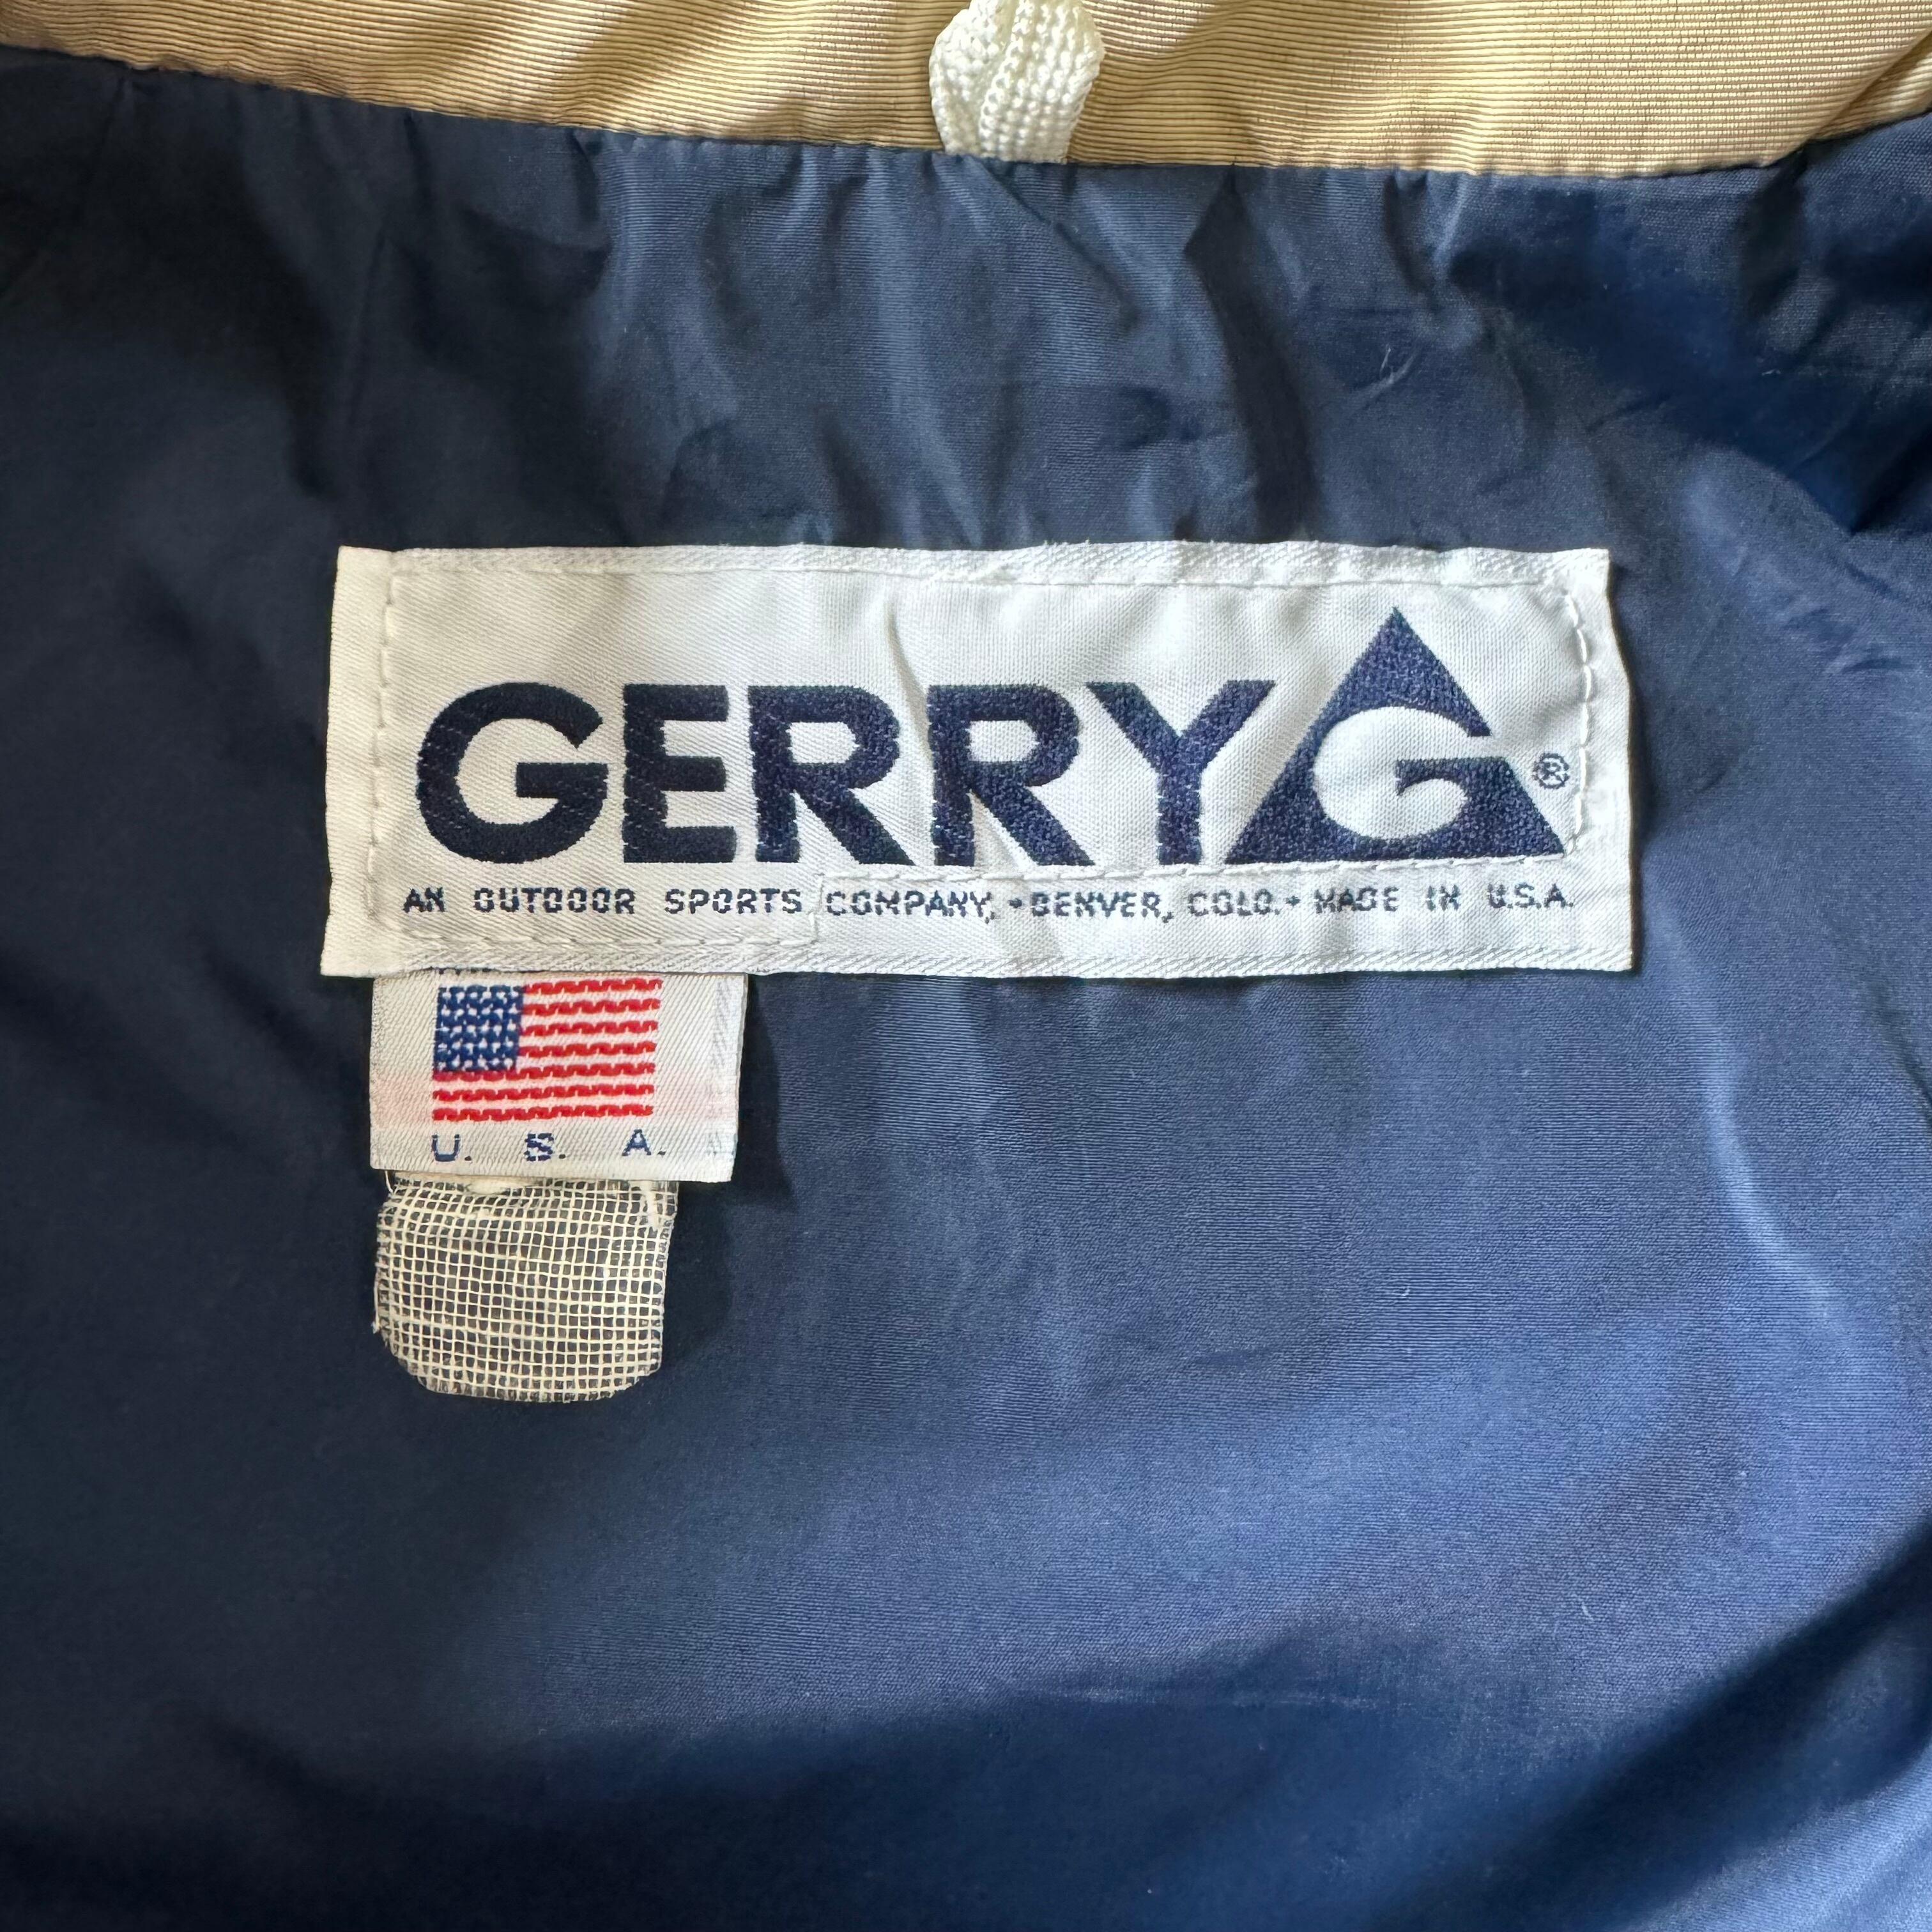 GERRY G ®
AN OUTDOOR SPORTS COMPANY, • DENVER, COLO. • MADE IN U.S.A.
U. S. A.